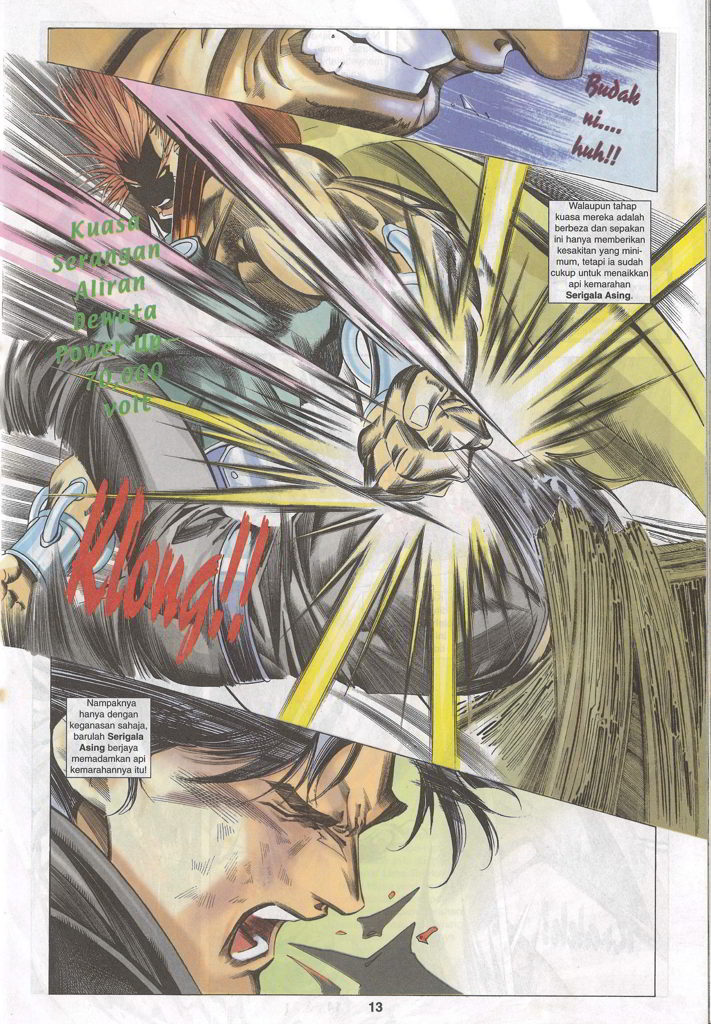 Budak
ni....
huh!!
Walaupun tahap
kuasa mereka adalah
berbeza dan sepakan
ini hanya memberikan
kesakitan yang mini-
mum, tetapi ia sudah
cukup untuk menaikkan
api kemarahan
Serigala Asing.
Kuasa
Serangan
Aliran
Dewata
Power Up-
70,000
volt
Klong!!
Nampaknya
hanya dengan
keganasan sahaja,
barulah Serigala
Asing berjaya
memadamkan api
kemarahannya itu!
13